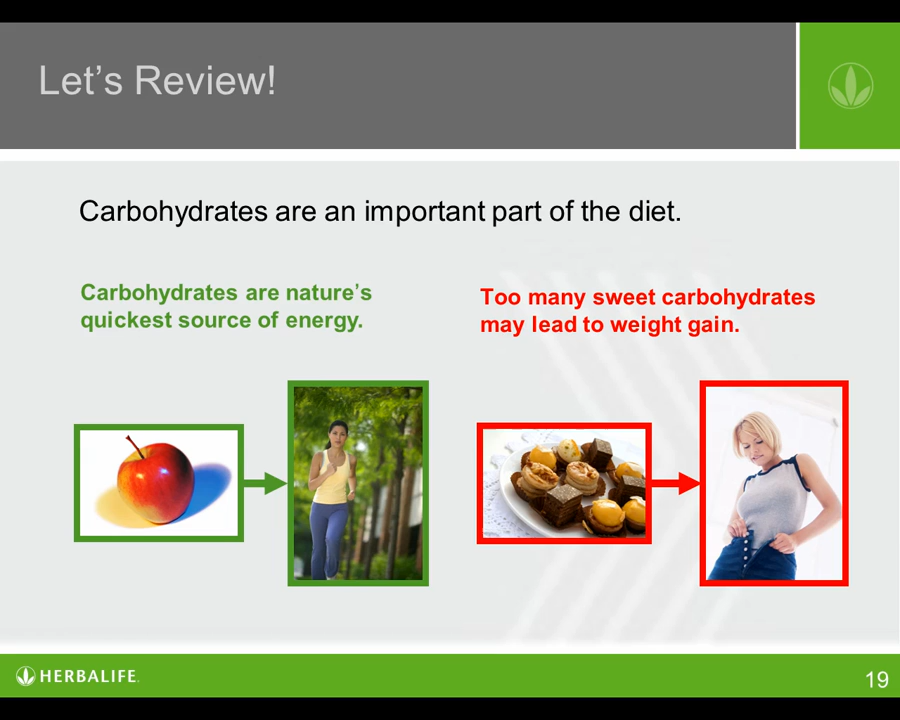 Let’s Review!
Carbohydrates are an important part of the diet.
Carbohydrates are nature’s
quickest source of energy.
Too many sweet carbohydrates
may lead to weight gain.
HERBALIFE.
19